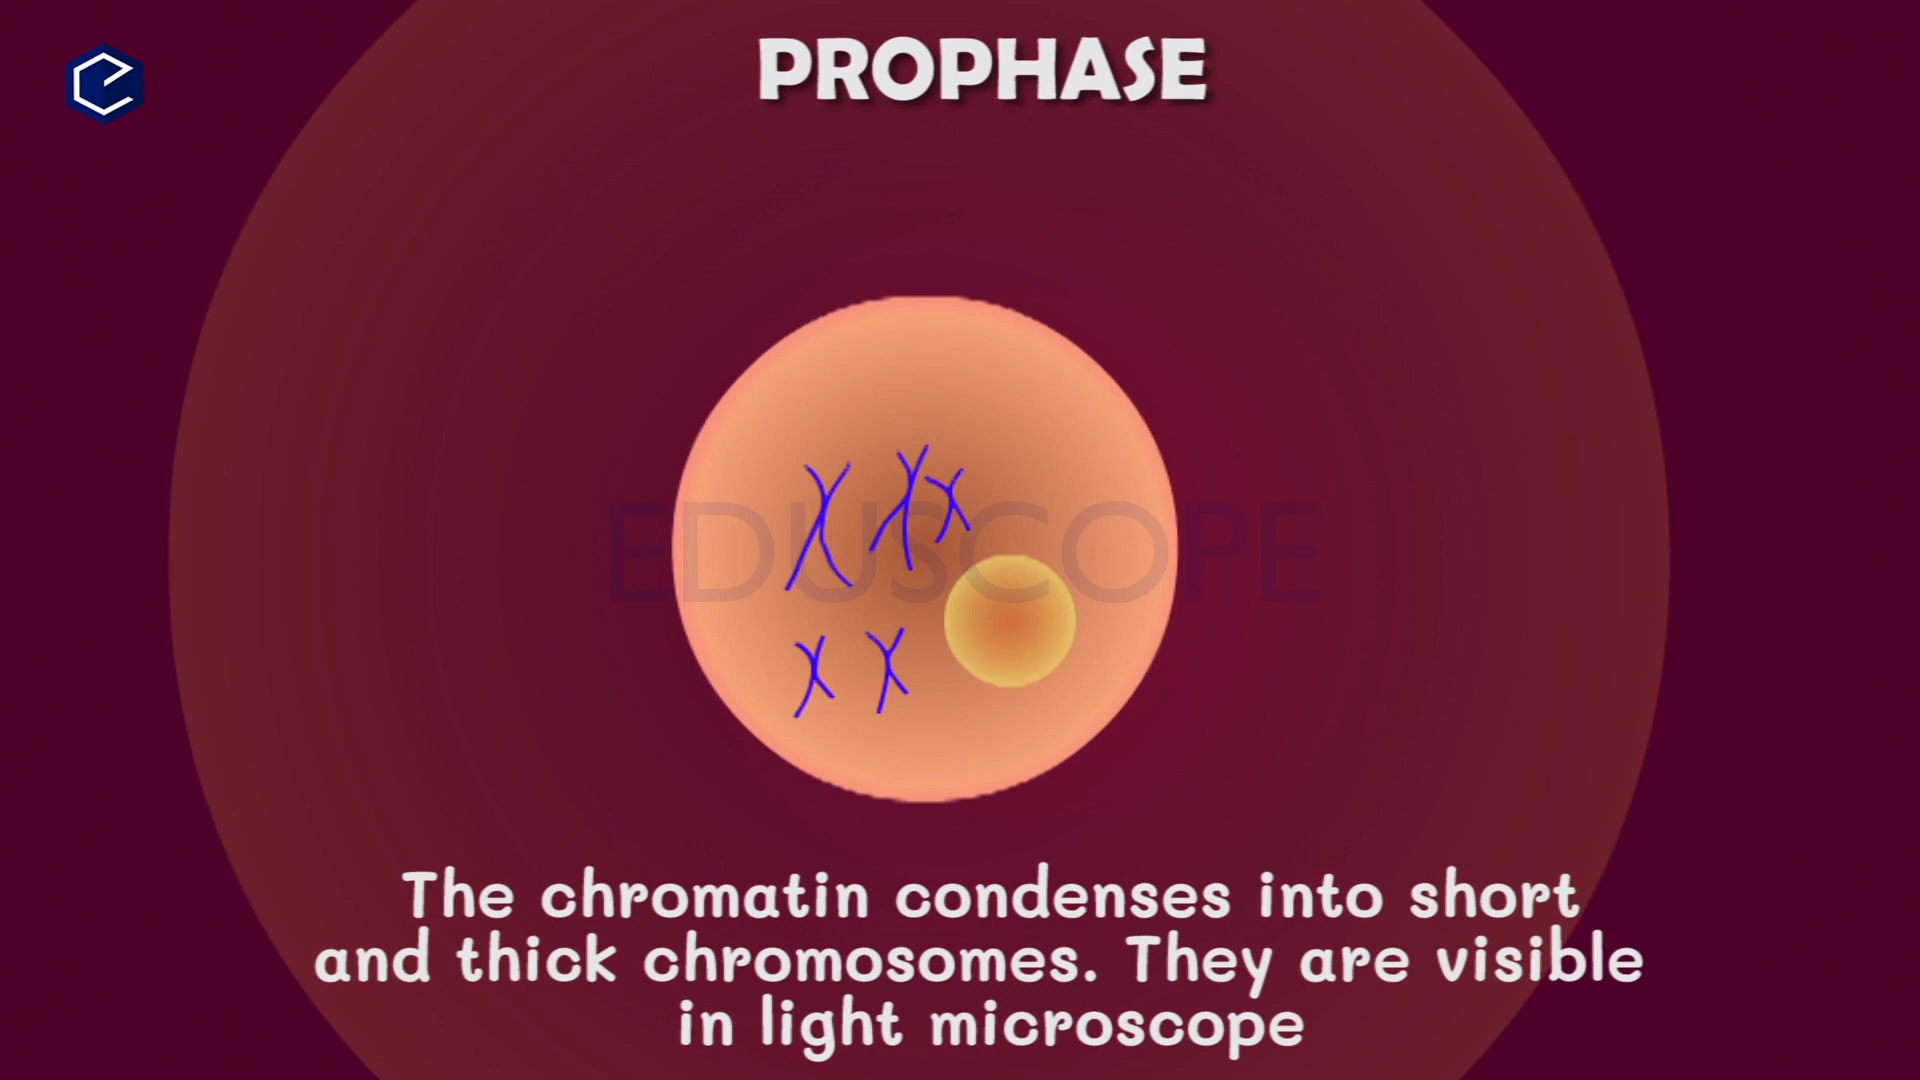 PROPHASE
EDUSCOPE
The chromatin condenses into short
and thick chromosomes. They are visible
in light microscope